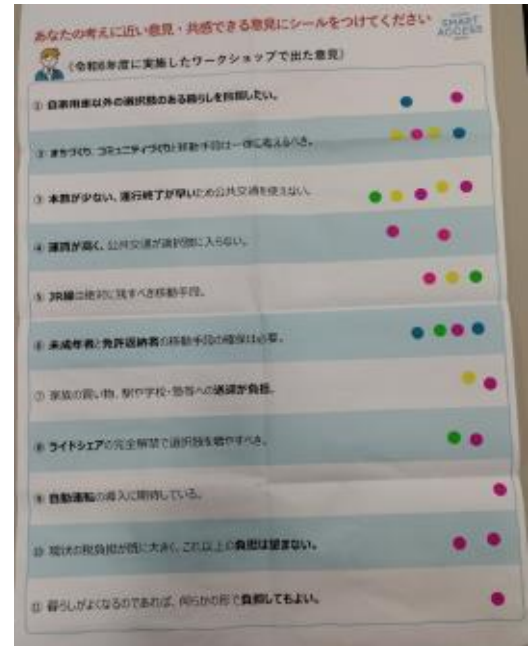 あなたの考えに近い意見・共感できる意見にシールをつけてください
SMART
ACCESS
（令和6年度に実施したワークショップで出た意見）
① 自家用車以外の選択肢のある暮らしを目指したい。
② まちづくり、コミュニティづくりと移動手段は一体に考えるべき。
③ 本数が少ない、運行終了が早いため公共交通を使えない。
④ 運賃が高く、公共交通が選択肢に入らない。
⑤ JR線は絶対に残すべき移動手段。
⑥ 未成年者と免許返納者の移動手段の確保は必要。
⑦ 家族の買い物、駅や学校・塾等への送迎が負担。
⑧ ライドシェアの完全解禁で選択肢を増やすべき。
⑨ 自動運転の導入に期待している。
⑩ 現状の税負担が既に大きく、これ以上の負担は望まない。
⑪ 暮らしがよくなるのであれば、何らかの形で負担してもよい。